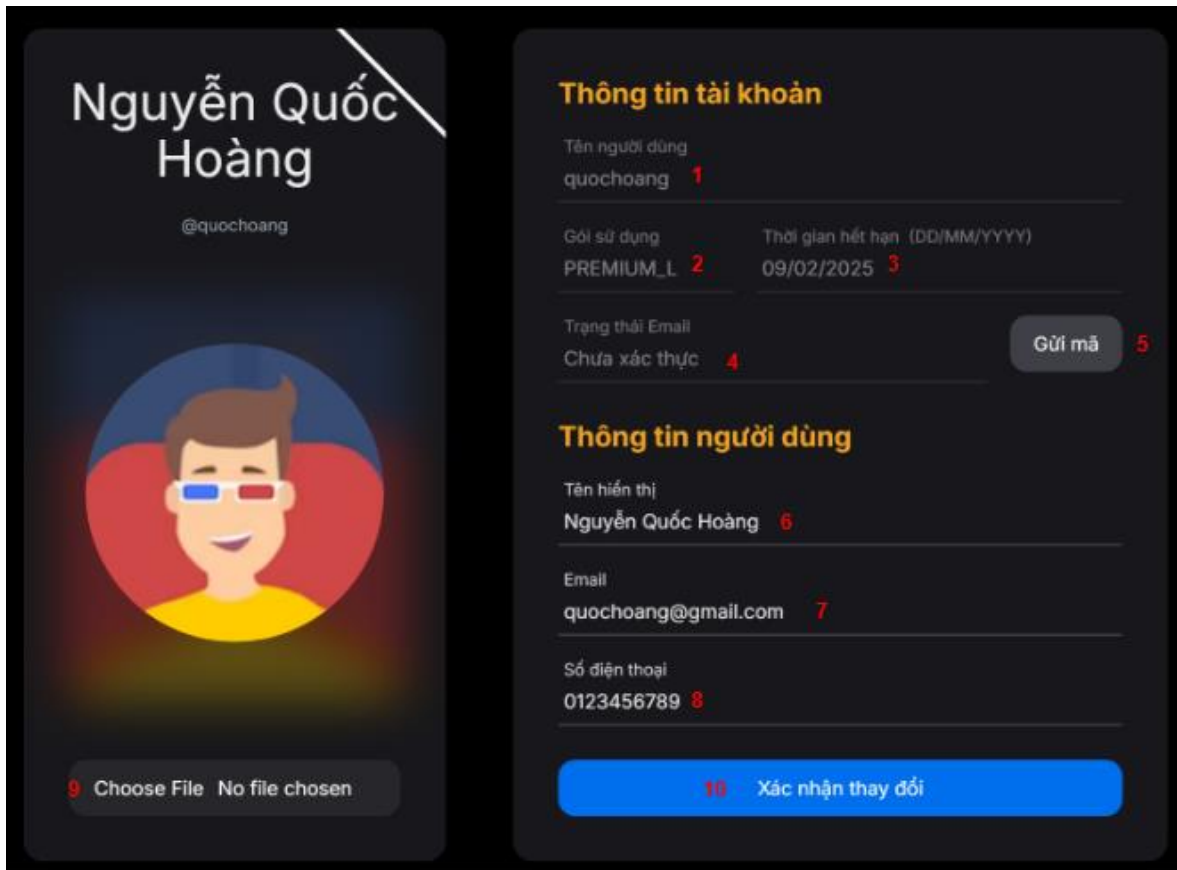 Nguyễn Quốc
Hoàng
@quochoang
9 Choose File No file chosen
Thông tin tài khoản
Tên người dùng
quochoang 1
Gói sử dụng Thời gian hết hạn (DD/MM/YYYY)
PREMIUM_L 2 09/02/2025 3
Trạng thái Email
Chưa xác thực 4
Gửi mã 5
Thông tin người dùng
Tên hiển thị
Nguyễn Quốc Hoàng 6
Email
quochoang@gmail.com 7
Số điện thoại
0123456789 8
10 Xác nhận thay đổi